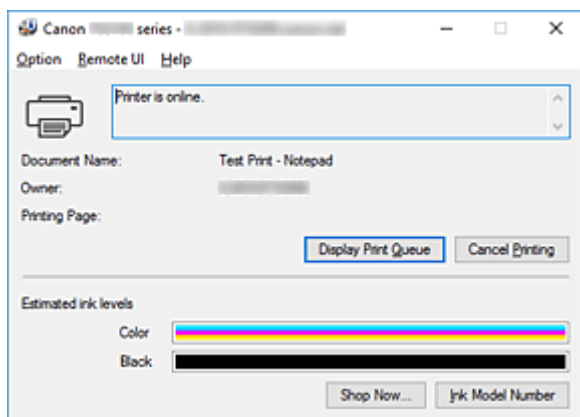 Canon series -
Option Remote UI Help
Printer is online.
Document Name: Test Print - Notepad
Owner:
Printing Page:
Display Print Queue Cancel Printing
Estimated ink levels
Color
Black
Shop Now... Ink Model Number